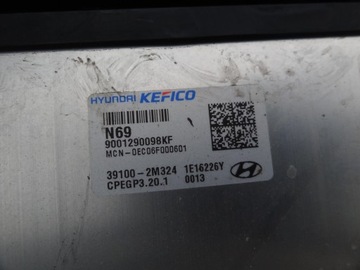 HYUNDAI KEFICO
N69
9001290098KF
MCN-0EC06F000601
39100-2M324 1E16226Y
CPEGP3.20.1 0013